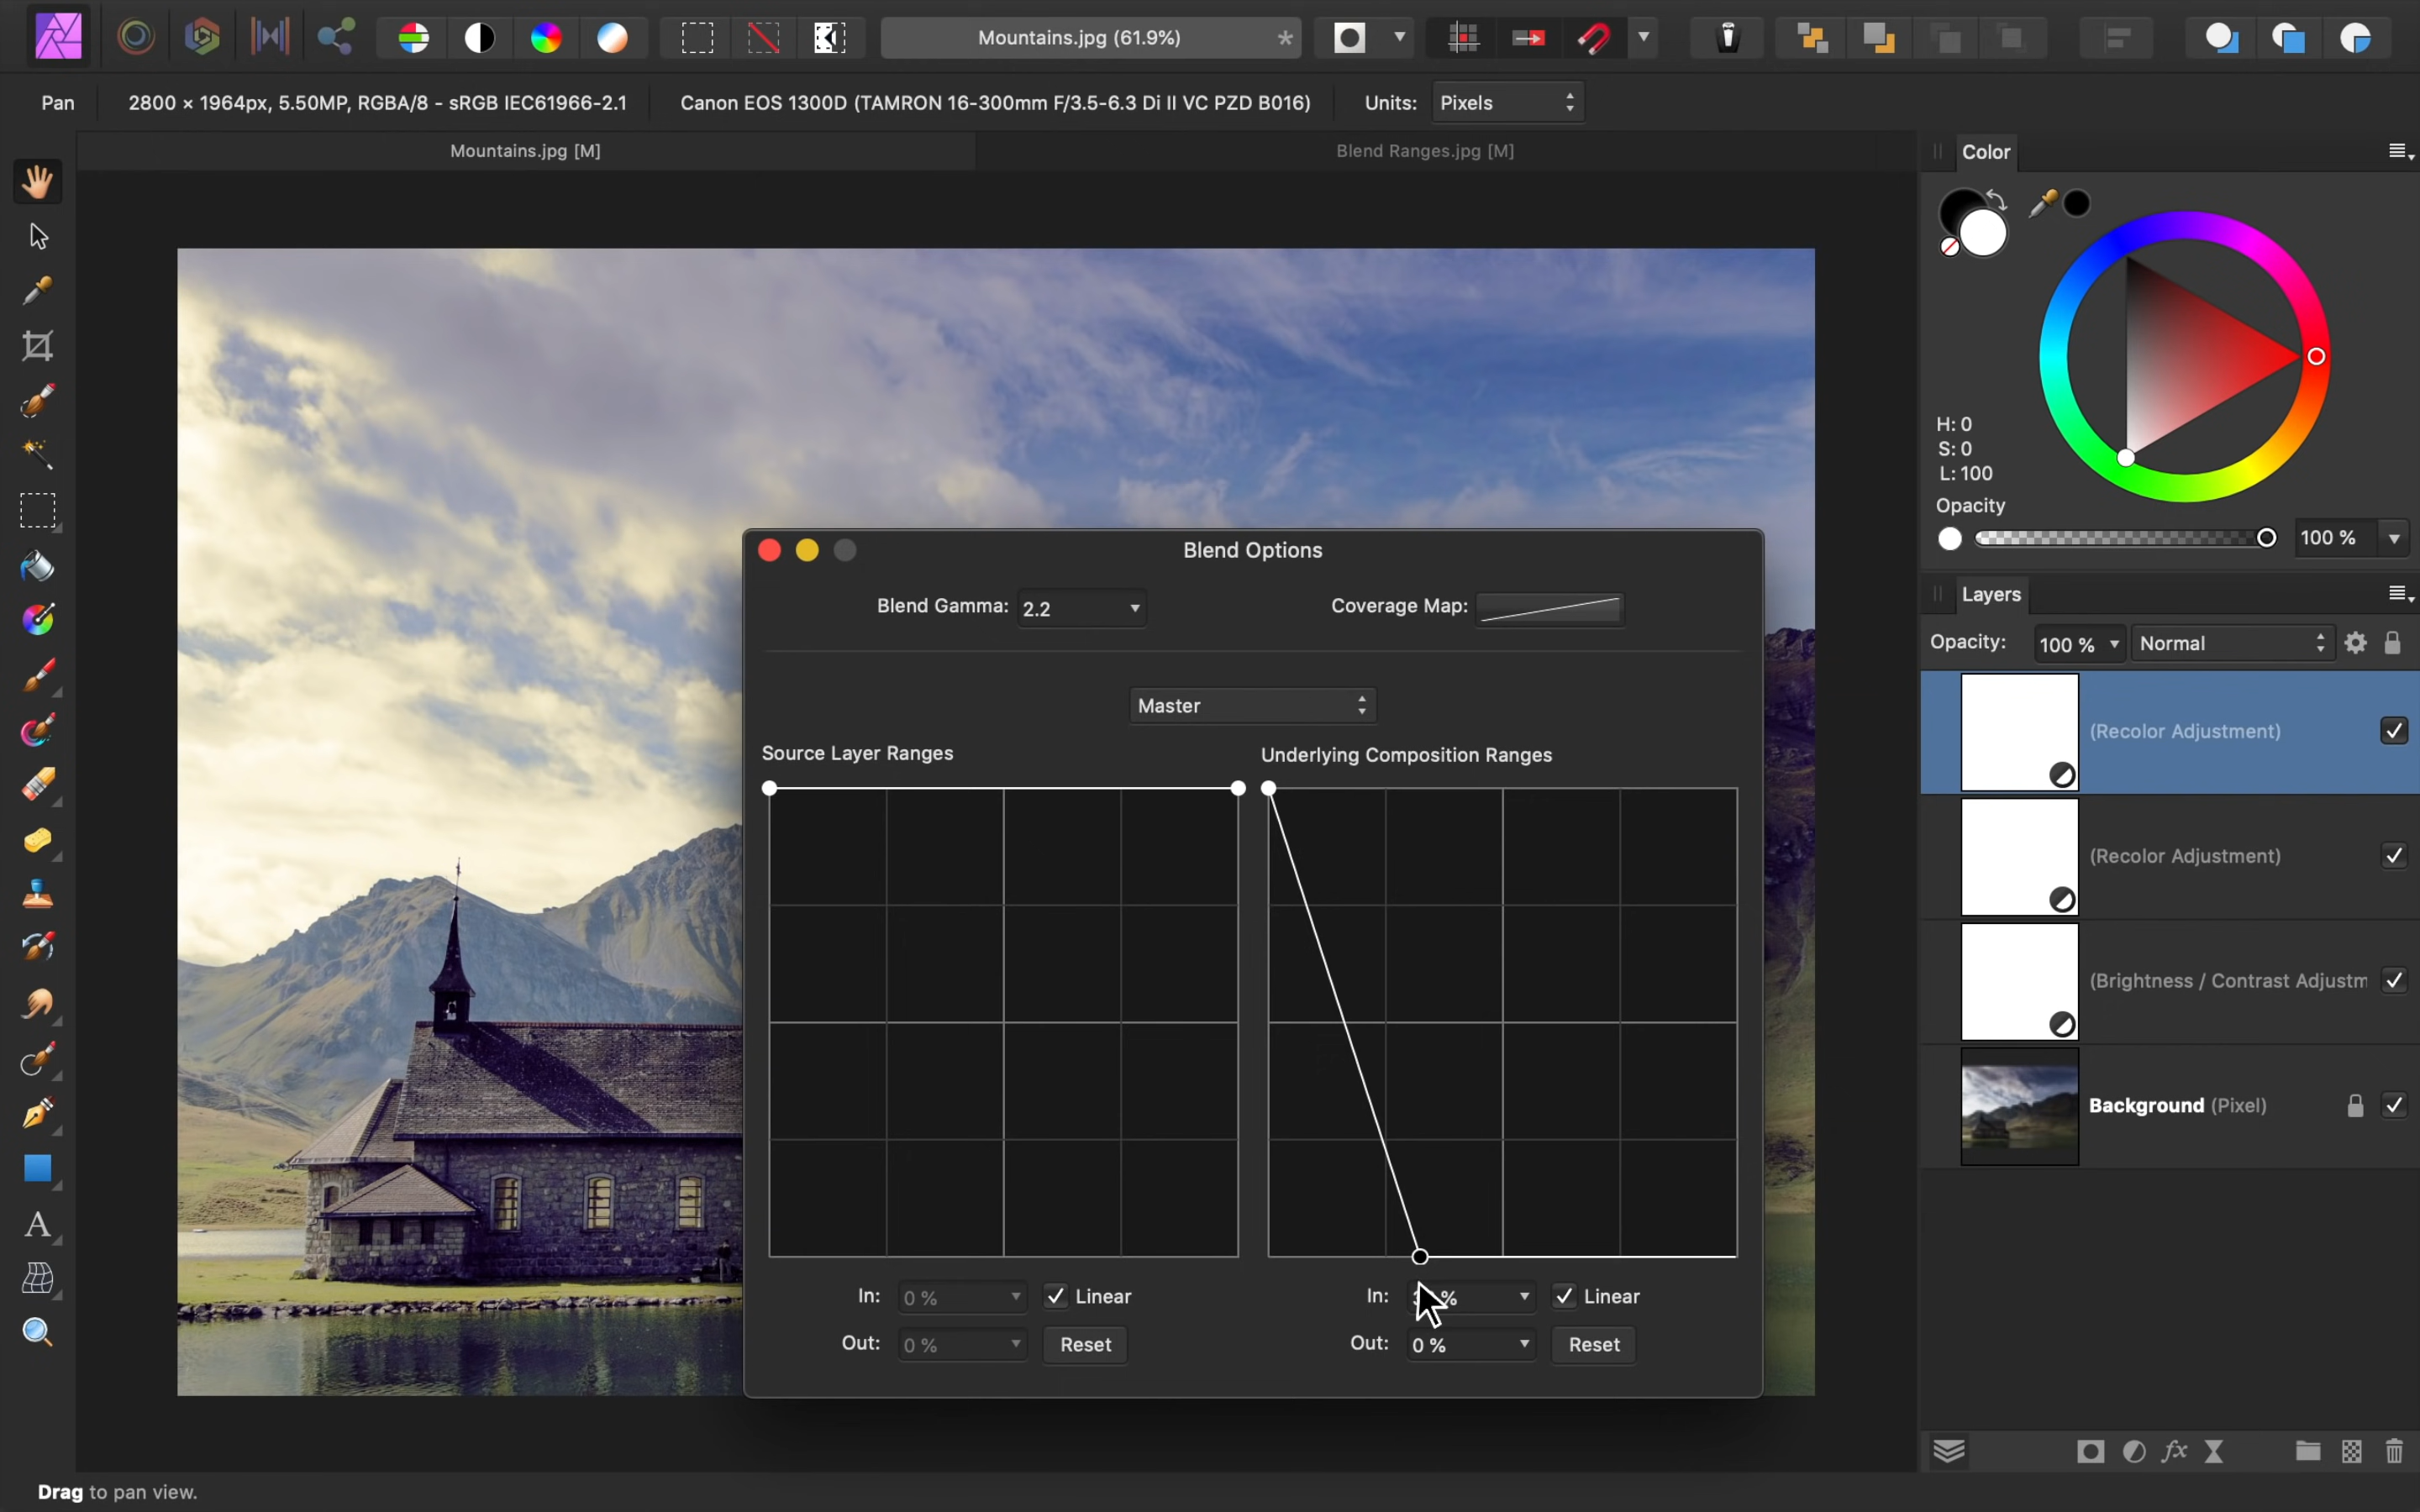 Mountains.jpg (61.9%)
*
Pan
2800 × 1964px, 5.50MP, RGBA/8 - sRGB IEC61966-2.1
Canon EOS 1300D (TAMRON 16-300mm F/3.5-6.3 Di II VC PZD B016)
Units:
Pixels
Mountains.jpg [M]
Blend Ranges.jpg [M]
Color
H: 0
S: 0
L: 100
Opacity
100 %
Blend Options
Blend Gamma:
2.2
Coverage Map:
Master
Source Layer Ranges
Underlying Composition Ranges
In:
0 %
Linear
Out:
0 %
Reset
In:
%
Linear
Out:
0 %
Reset
Layers
Opacity:
100 %
Normal
(Recolor Adjustment)
(Recolor Adjustment)
(Brightness / Contrast Adjustm
Background (Pixel)
A
fx
Drag to pan view.